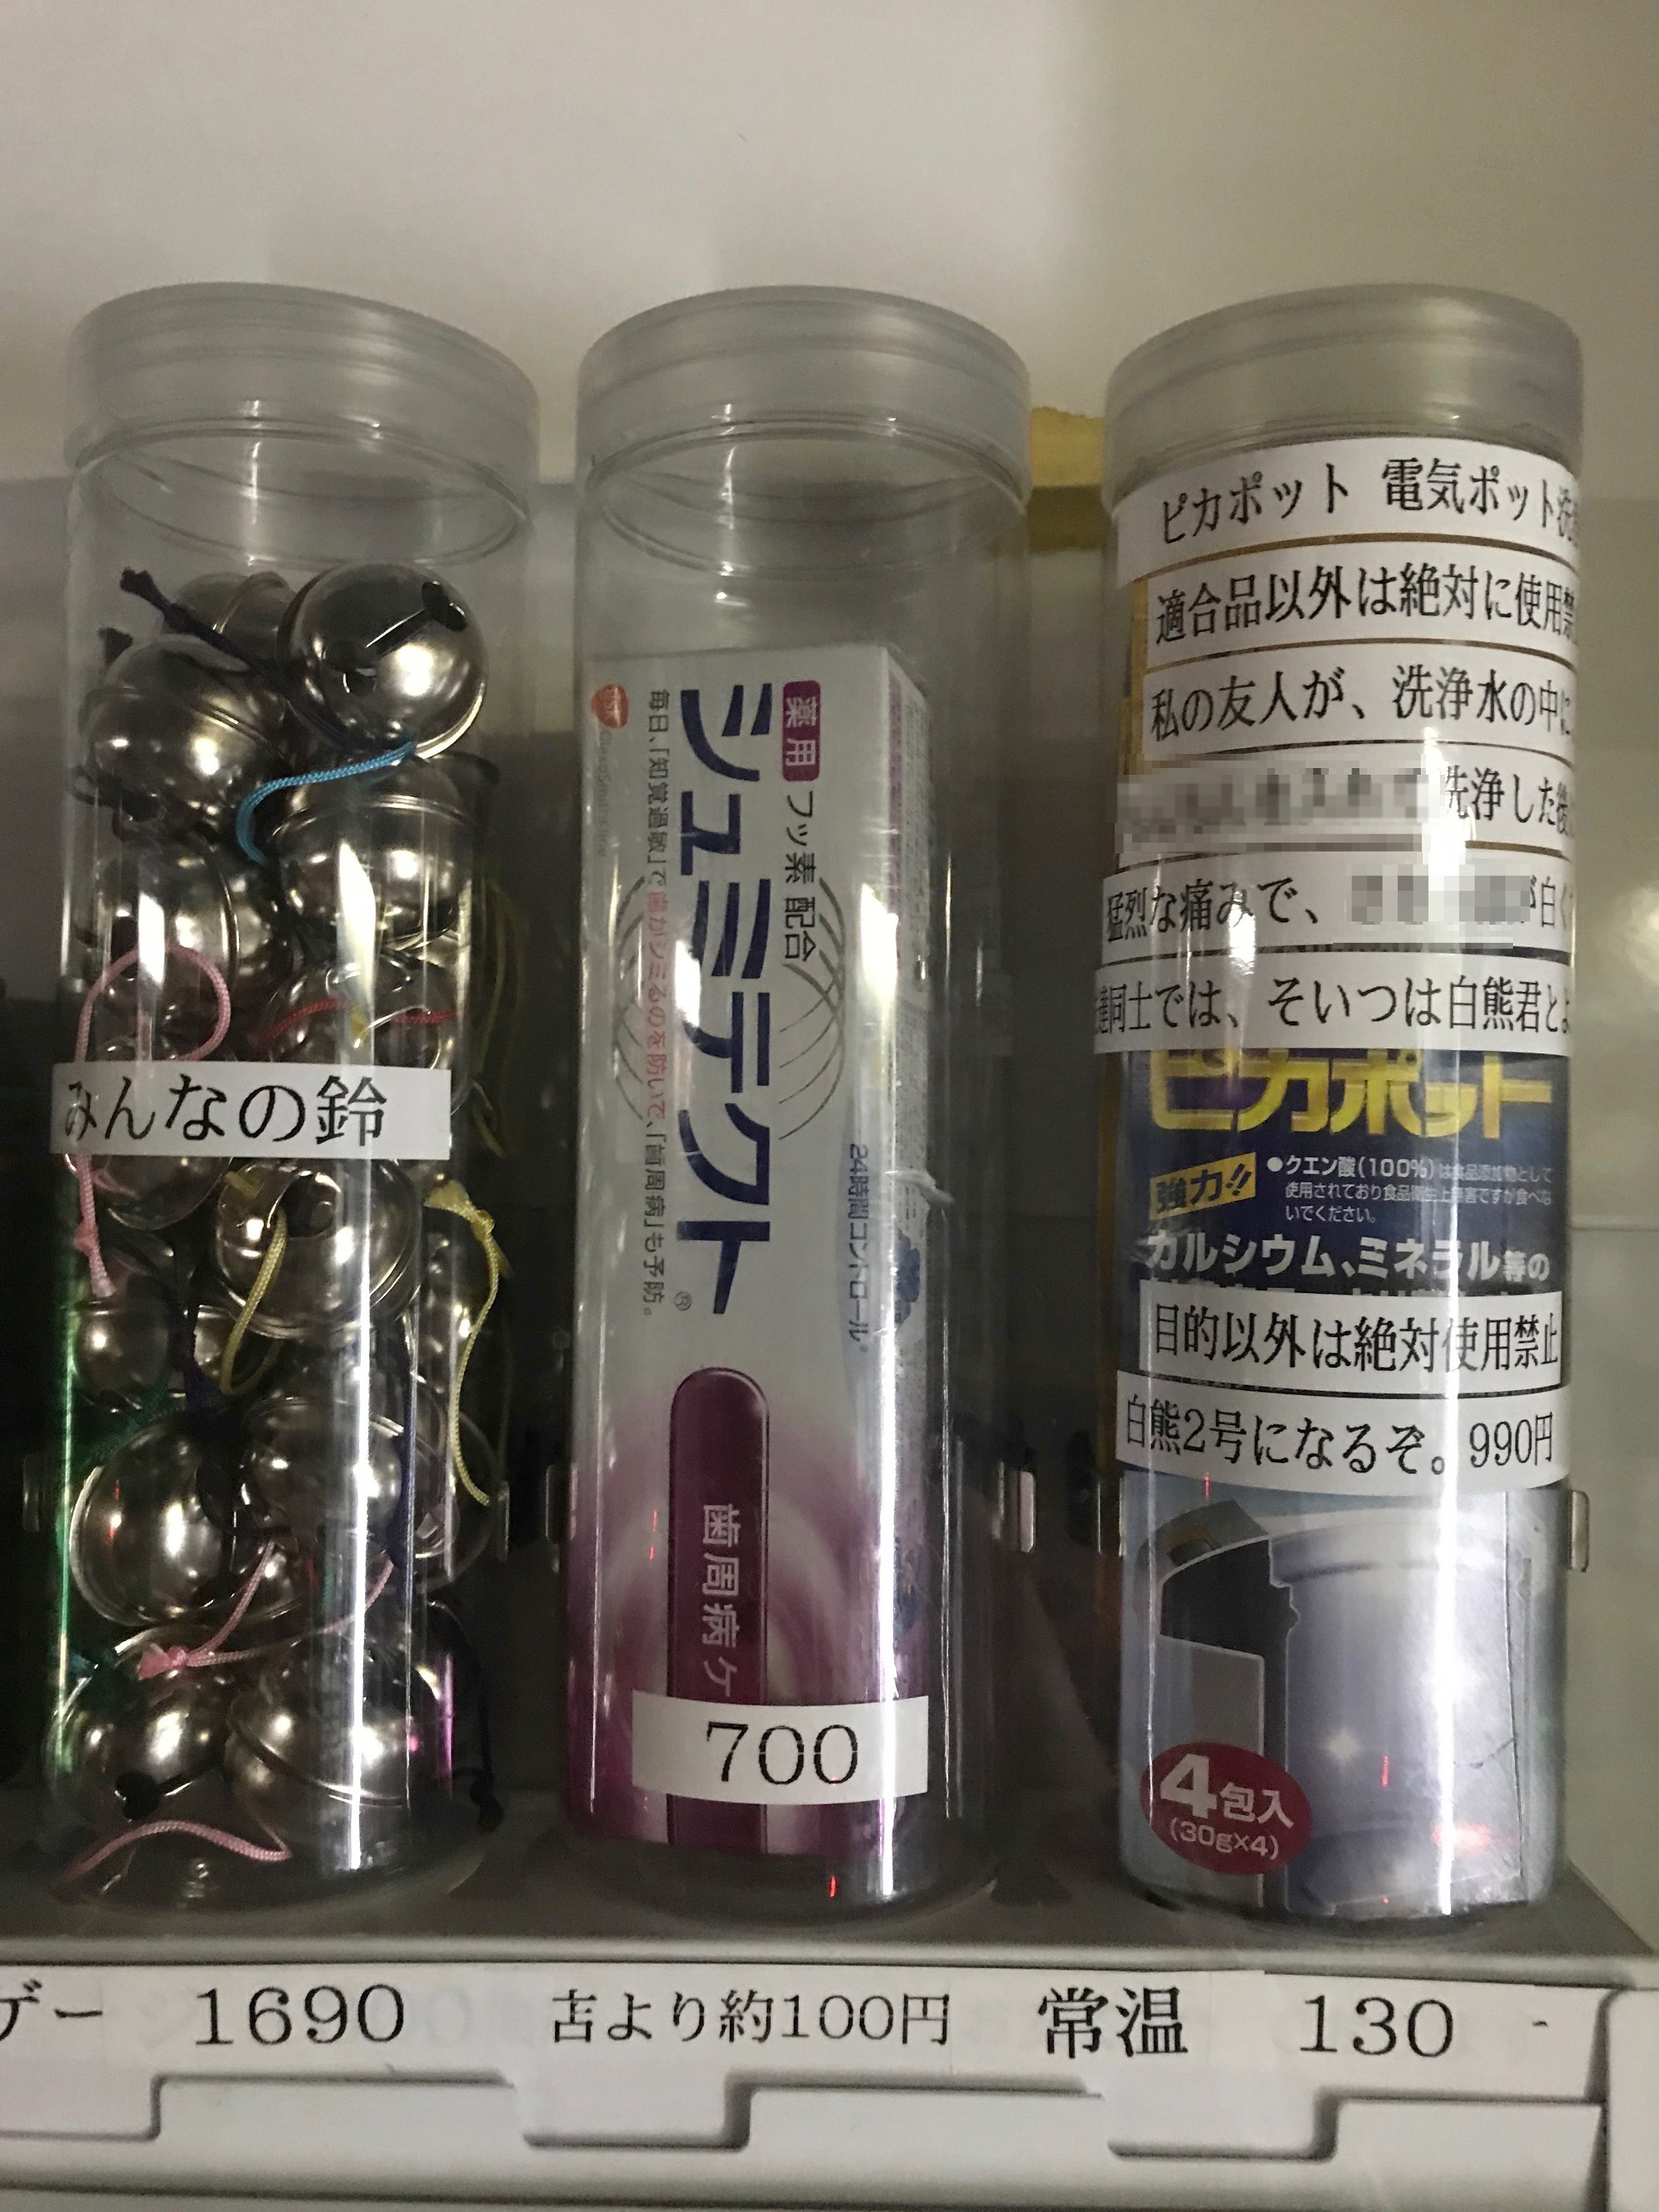 みんなの鈴
薬用
フッ素 配合
シュミテクト®
毎日、「知覚過敏」で歯がシミるのを防いで、「歯周病」も予防。
24時間コントロール
歯周病ケ
700
ピカポット 電気ポット洗
適合品以外は絶対に使用禁
私の友人が、洗浄水の中に
洗浄した後
猛烈な痛みで、
が白く
達同士では、そいつは白熊君とよ
ピカポット
強力!!
●クエン酸(100%)は食品添加物として
使用されており食品衛生上無害ですが食べな
いでください。
カルシウム、ミネラル等の
目的以外は絶対使用禁止
白熊2号になるぞ。990円
4包入
(30g×4)
ゲー
1690
店より約100円
常温
130